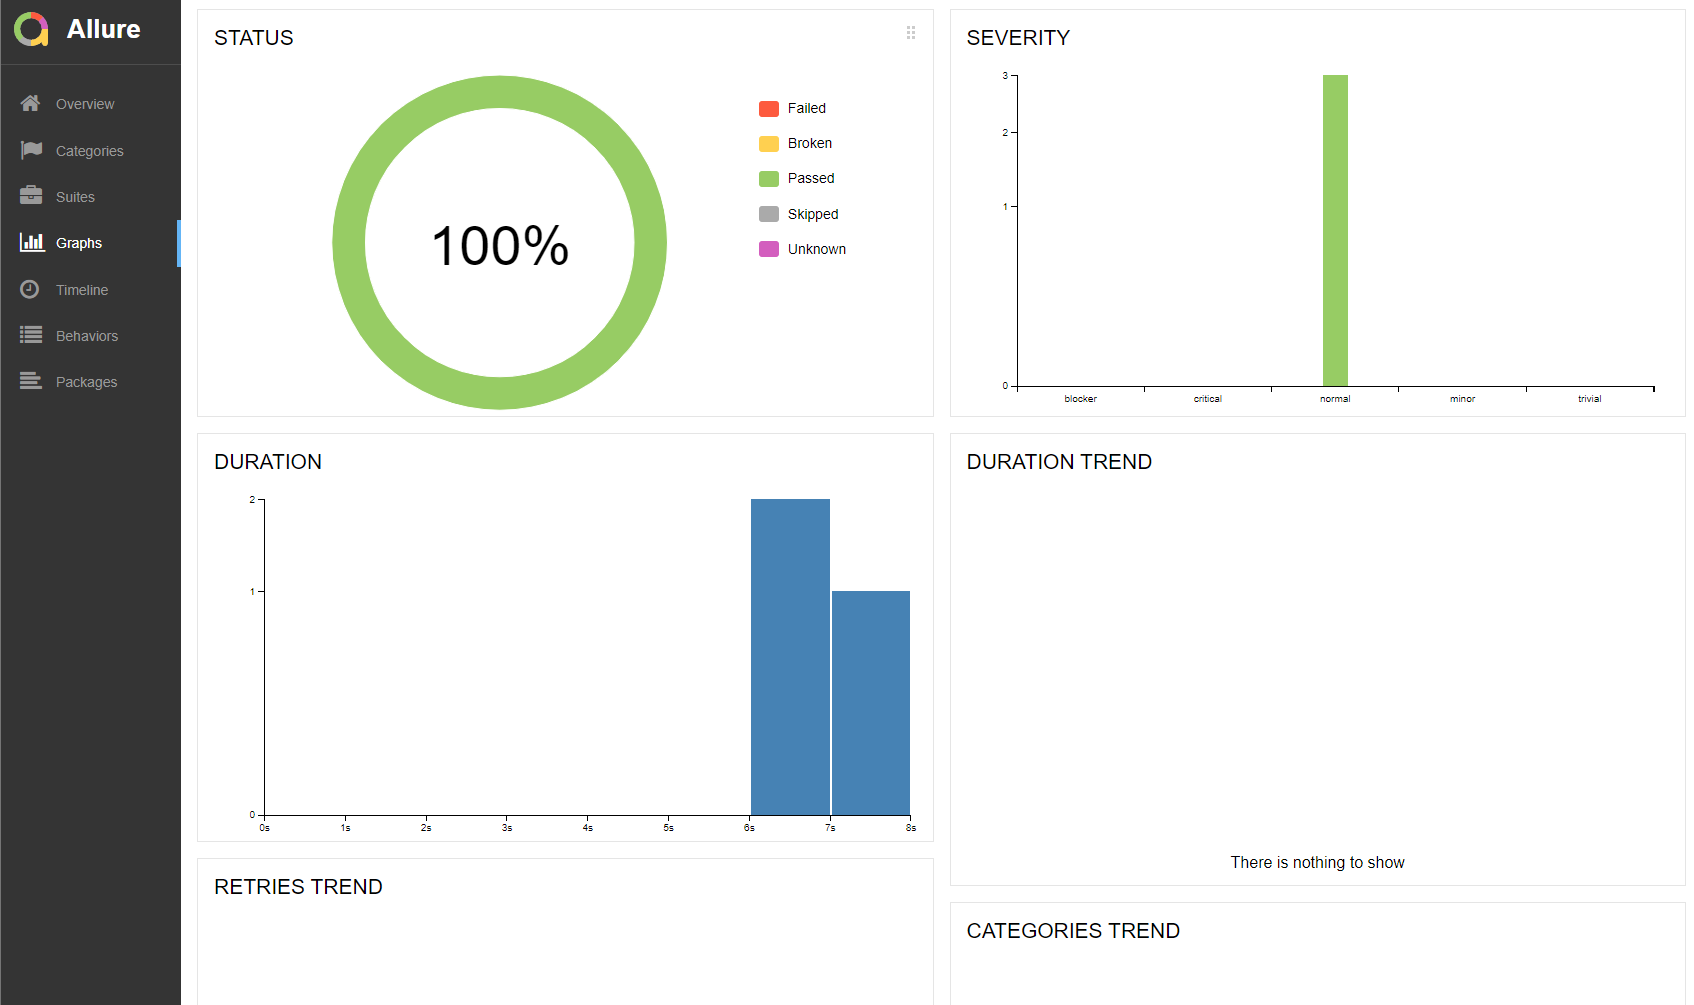 Allure
Overview
Categories
Suites
Graphs
Timeline
Behaviors
Packages
STATUS
100%
Failed
Broken
Passed
Skipped
Unknown
SEVERITY
3
2
1
0
blocker critical normal minor trivial
DURATION
2
1
0
0s 1s 2s 3s 4s 5s 6s 7s 8s
DURATION TREND
There is nothing to show
RETRIES TREND
CATEGORIES TREND